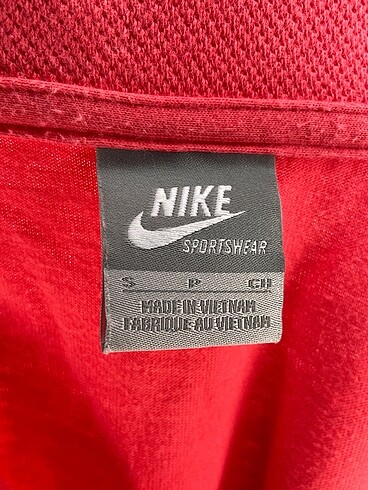 NIKE
SPORTSWEAR
S P CH
MADE IN VIETNAM
FABRIQUE AU VIETNAM